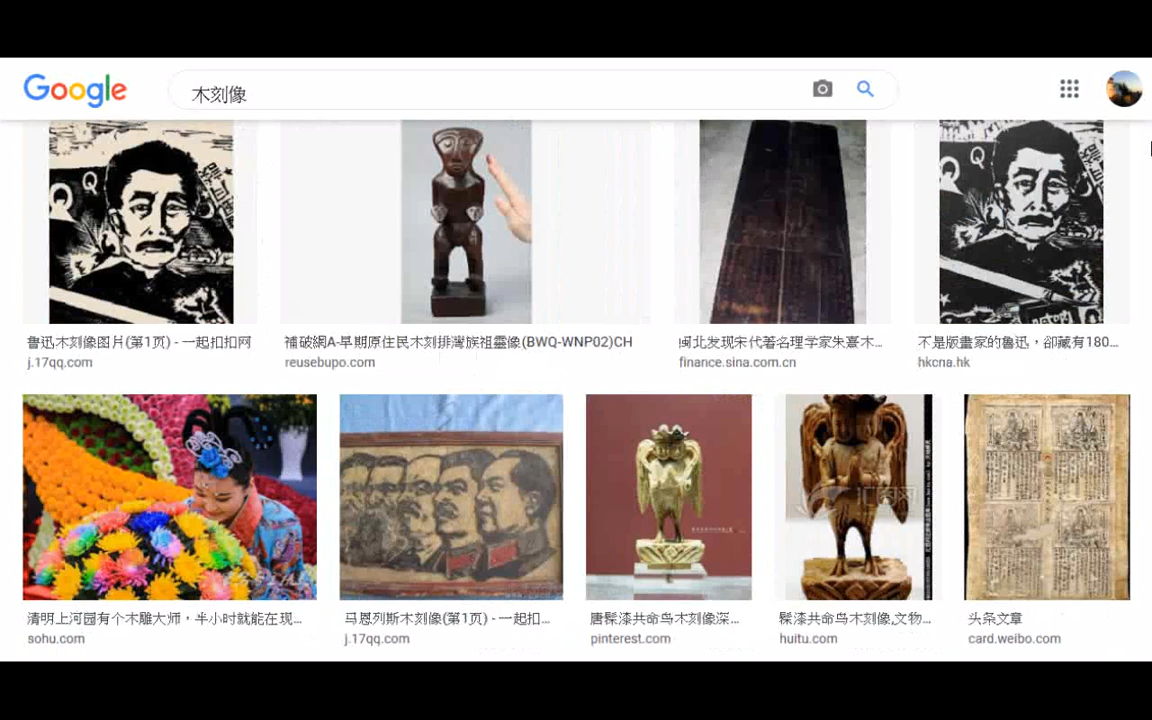 Google
木刻像
Q
Q
鲁迅木刻像图片(第1页) - 一起扣扣网
j.17qq.com
補破網A-早期原住民木刻排灣族祖靈像(BWQ-WNP02)CH
reusebupo.com
闽北发现宋代著名理学家朱熹木...
finance.sina.com.cn
不是版畫家的魯迅，卻藏有180...
hkcna.hk
清明上河园有个木雕大师，半小时就能在现...
sohu.com
马恩列斯木刻像(第1页) - 一起扣...
j.17qq.com
唐髹漆共命鸟木刻像深...
pinterest.com
髹漆共命鸟木刻像,文物...
huitu.com
头条文章
card.weibo.com